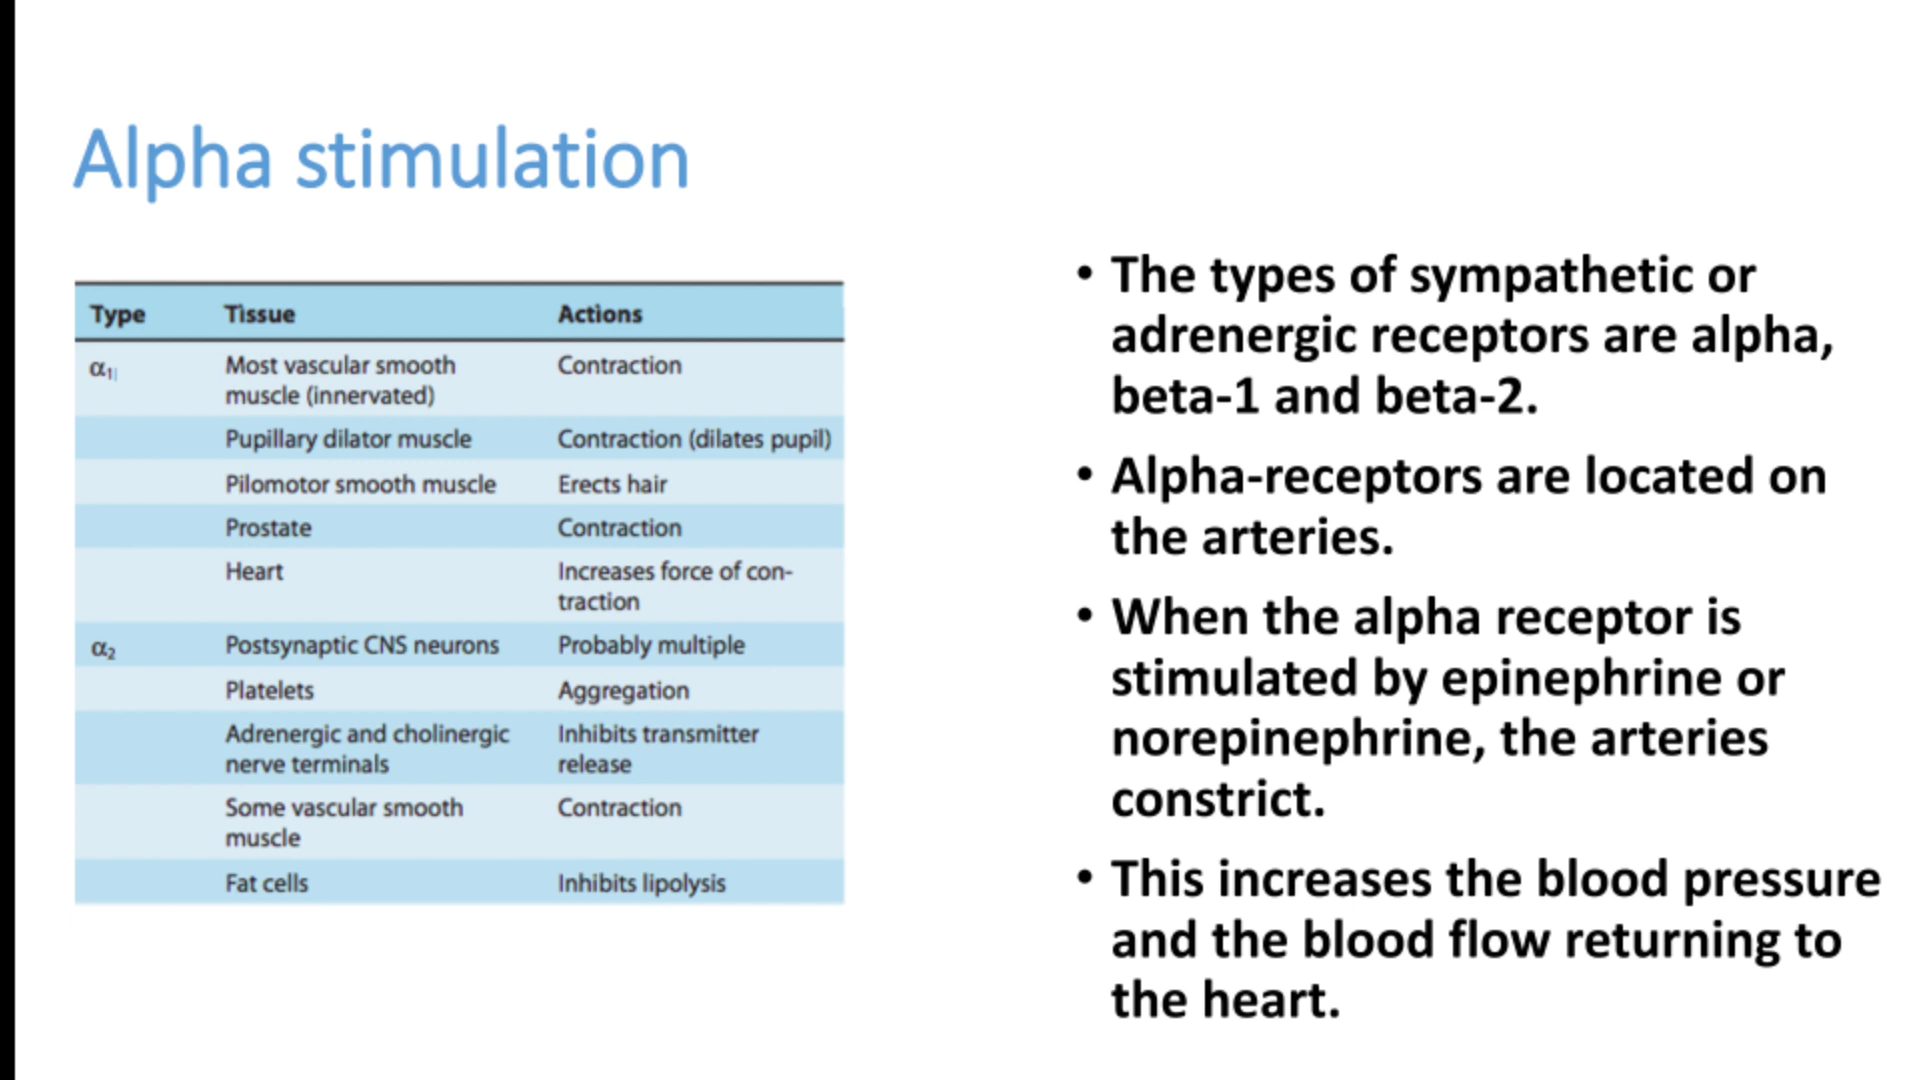 Alpha stimulation
Type Tissue Actions
α₁ Most vascular smooth Contraction
muscle (innervated)
Pupillary dilator muscle Contraction (dilates pupil)
Pilomotor smooth muscle Erects hair
Prostate Contraction
Heart Increases force of con-
traction
α₂ Postsynaptic CNS neurons Probably multiple
Platelets Aggregation
Adrenergic and cholinergic Inhibits transmitter
nerve terminals release
Some vascular smooth Contraction
muscle
Fat cells Inhibits lipolysis
• The types of sympathetic or
adrenergic receptors are alpha,
beta-1 and beta-2.
• Alpha-receptors are located on
the arteries.
• When the alpha receptor is
stimulated by epinephrine or
norepinephrine, the arteries
constrict.
• This increases the blood pressure
and the blood flow returning to
the heart.